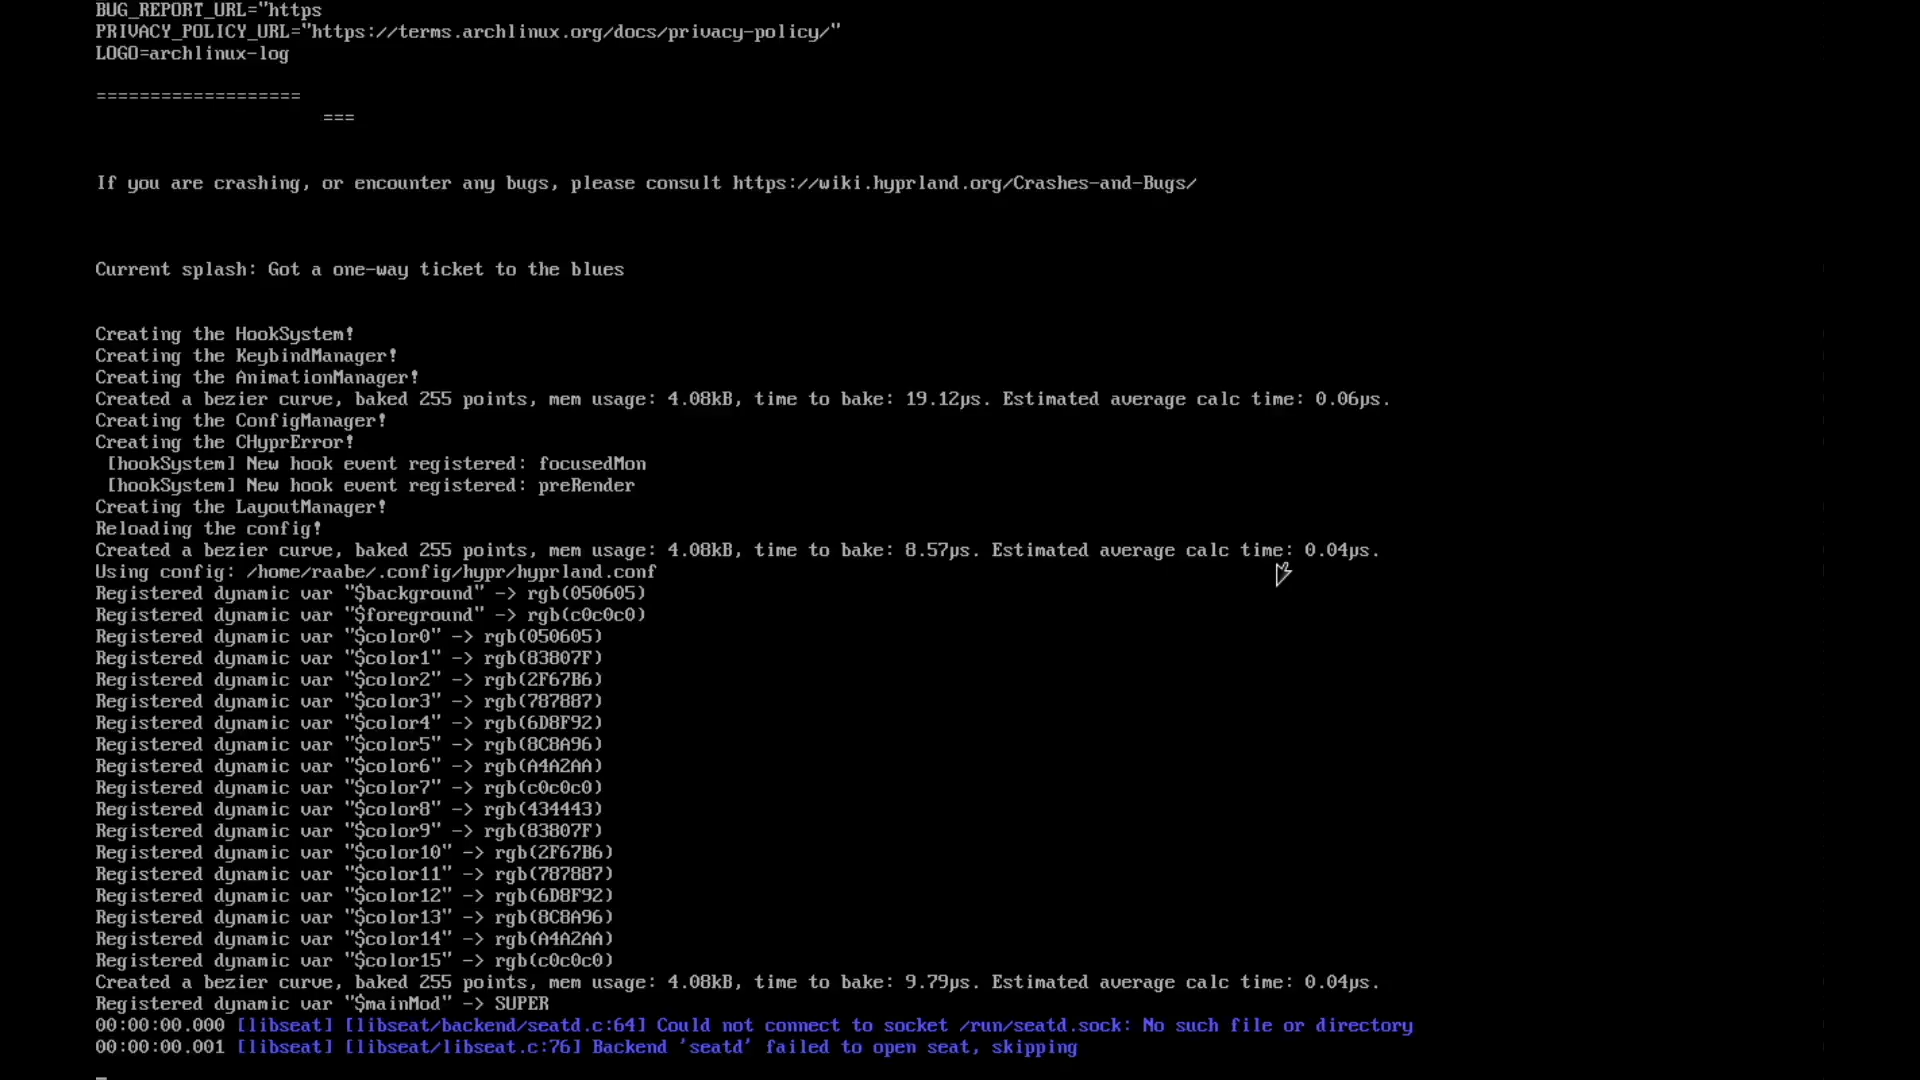 BUG_REPORT_URL="https
PRIVACY_POLICY_URL="https://terms.archlinux.org/docs/privacy-policy/"
LOGO=archlinux-log
===================
===
If you are crashing, or encounter any bugs, please consult https://wiki.hyprland.org/Crashes-and-Bugs/
Current splash: Got a one-way ticket to the blues
Creating the HookSystem!
Creating the KeybindManager!
Creating the AnimationManager!
Created a bezier curve, baked 255 points, mem usage: 4.08kB, time to bake: 19.12µs. Estimated average calc time: 0.06µs.
Creating the ConfigManager!
Creating the CHyprError!
[hookSystem] New hook event registered: focusedMon
[hookSystem] New hook event registered: preRender
Creating the LayoutManager!
Reloading the config!
Created a bezier curve, baked 255 points, mem usage: 4.08kB, time to bake: 8.57µs. Estimated average calc time: 0.04µs.
Using config: /home/raabe/.config/hypr/hyprland.conf
Registered dynamic var "$background" -> rgb(050605)
Registered dynamic var "$foreground" -> rgb(c0c0c0)
Registered dynamic var "$color0" -> rgb(050605)
Registered dynamic var "$color1" -> rgb(83807F)
Registered dynamic var "$color2" -> rgb(2F67B6)
Registered dynamic var "$color3" -> rgb(787887)
Registered dynamic var "$color4" -> rgb(6D8F92)
Registered dynamic var "$color5" -> rgb(8C8A96)
Registered dynamic var "$color6" -> rgb(A4A2AA)
Registered dynamic var "$color7" -> rgb(c0c0c0)
Registered dynamic var "$color8" -> rgb(434443)
Registered dynamic var "$color9" -> rgb(83807F)
Registered dynamic var "$color10" -> rgb(2F67B6)
Registered dynamic var "$color11" -> rgb(787887)
Registered dynamic var "$color12" -> rgb(6D8F92)
Registered dynamic var "$color13" -> rgb(8C8A96)
Registered dynamic var "$color14" -> rgb(A4A2AA)
Registered dynamic var "$color15" -> rgb(c0c0c0)
Created a bezier curve, baked 255 points, mem usage: 4.08kB, time to bake: 9.79µs. Estimated average calc time: 0.04µs.
Registered dynamic var "$mainMod" -> SUPER
00:00:00.000 [libseat] [libseat/backend/seatd.c:64] Could not connect to socket /run/seatd.sock: No such file or directory
00:00:00.001 [libseat] [libseat/libseat.c:76] Backend 'seatd' failed to open seat, skipping